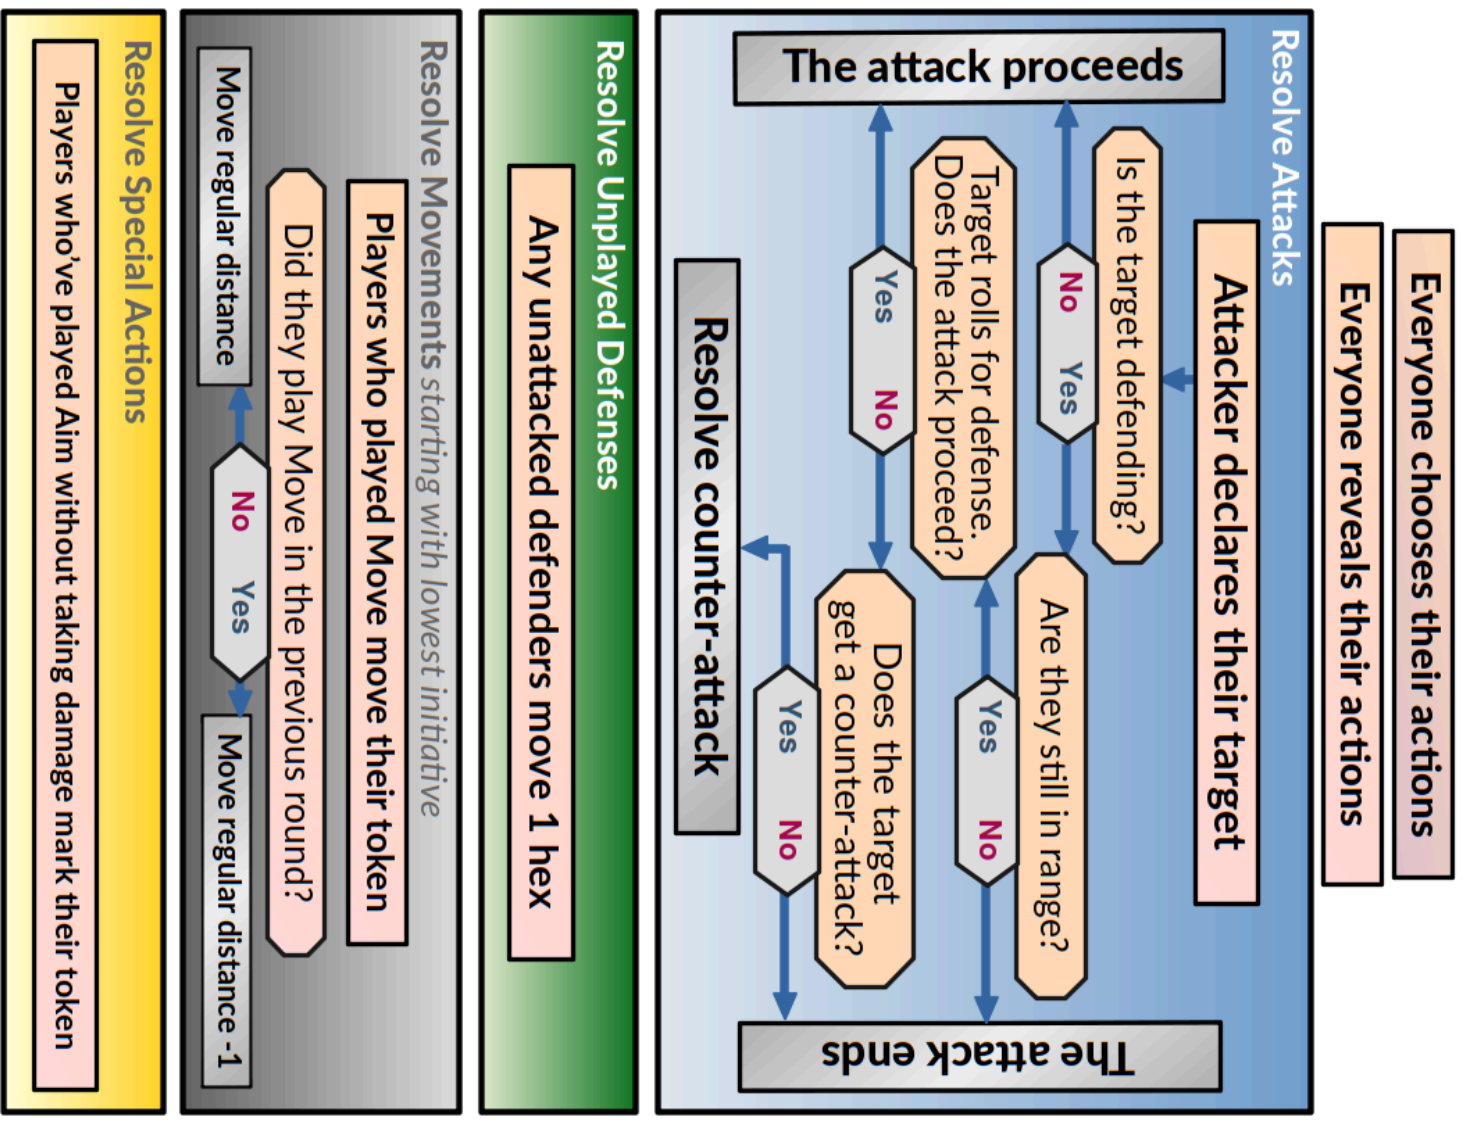 Everyone chooses their actions
Everyone reveals their actions
Resolve Attacks
Attacker declares their target
Is the target defending?
No Yes
The attack proceeds
Are they still in range?
Yes No
Target rolls for defense.
Does the attack proceed?
Yes No
Does the target
get a counter-attack?
Yes No
Resolve counter-attack
The attack ends
Resolve Unplayed Defenses
Any unattacked defenders move 1 hex
Resolve Movements starting with lowest initiative
Players who played Move move their token
Did they play Move in the previous round?
No Yes
Move regular distance
Move regular distance -1
Resolve Special Actions
Players who've played Aim without taking damage mark their token